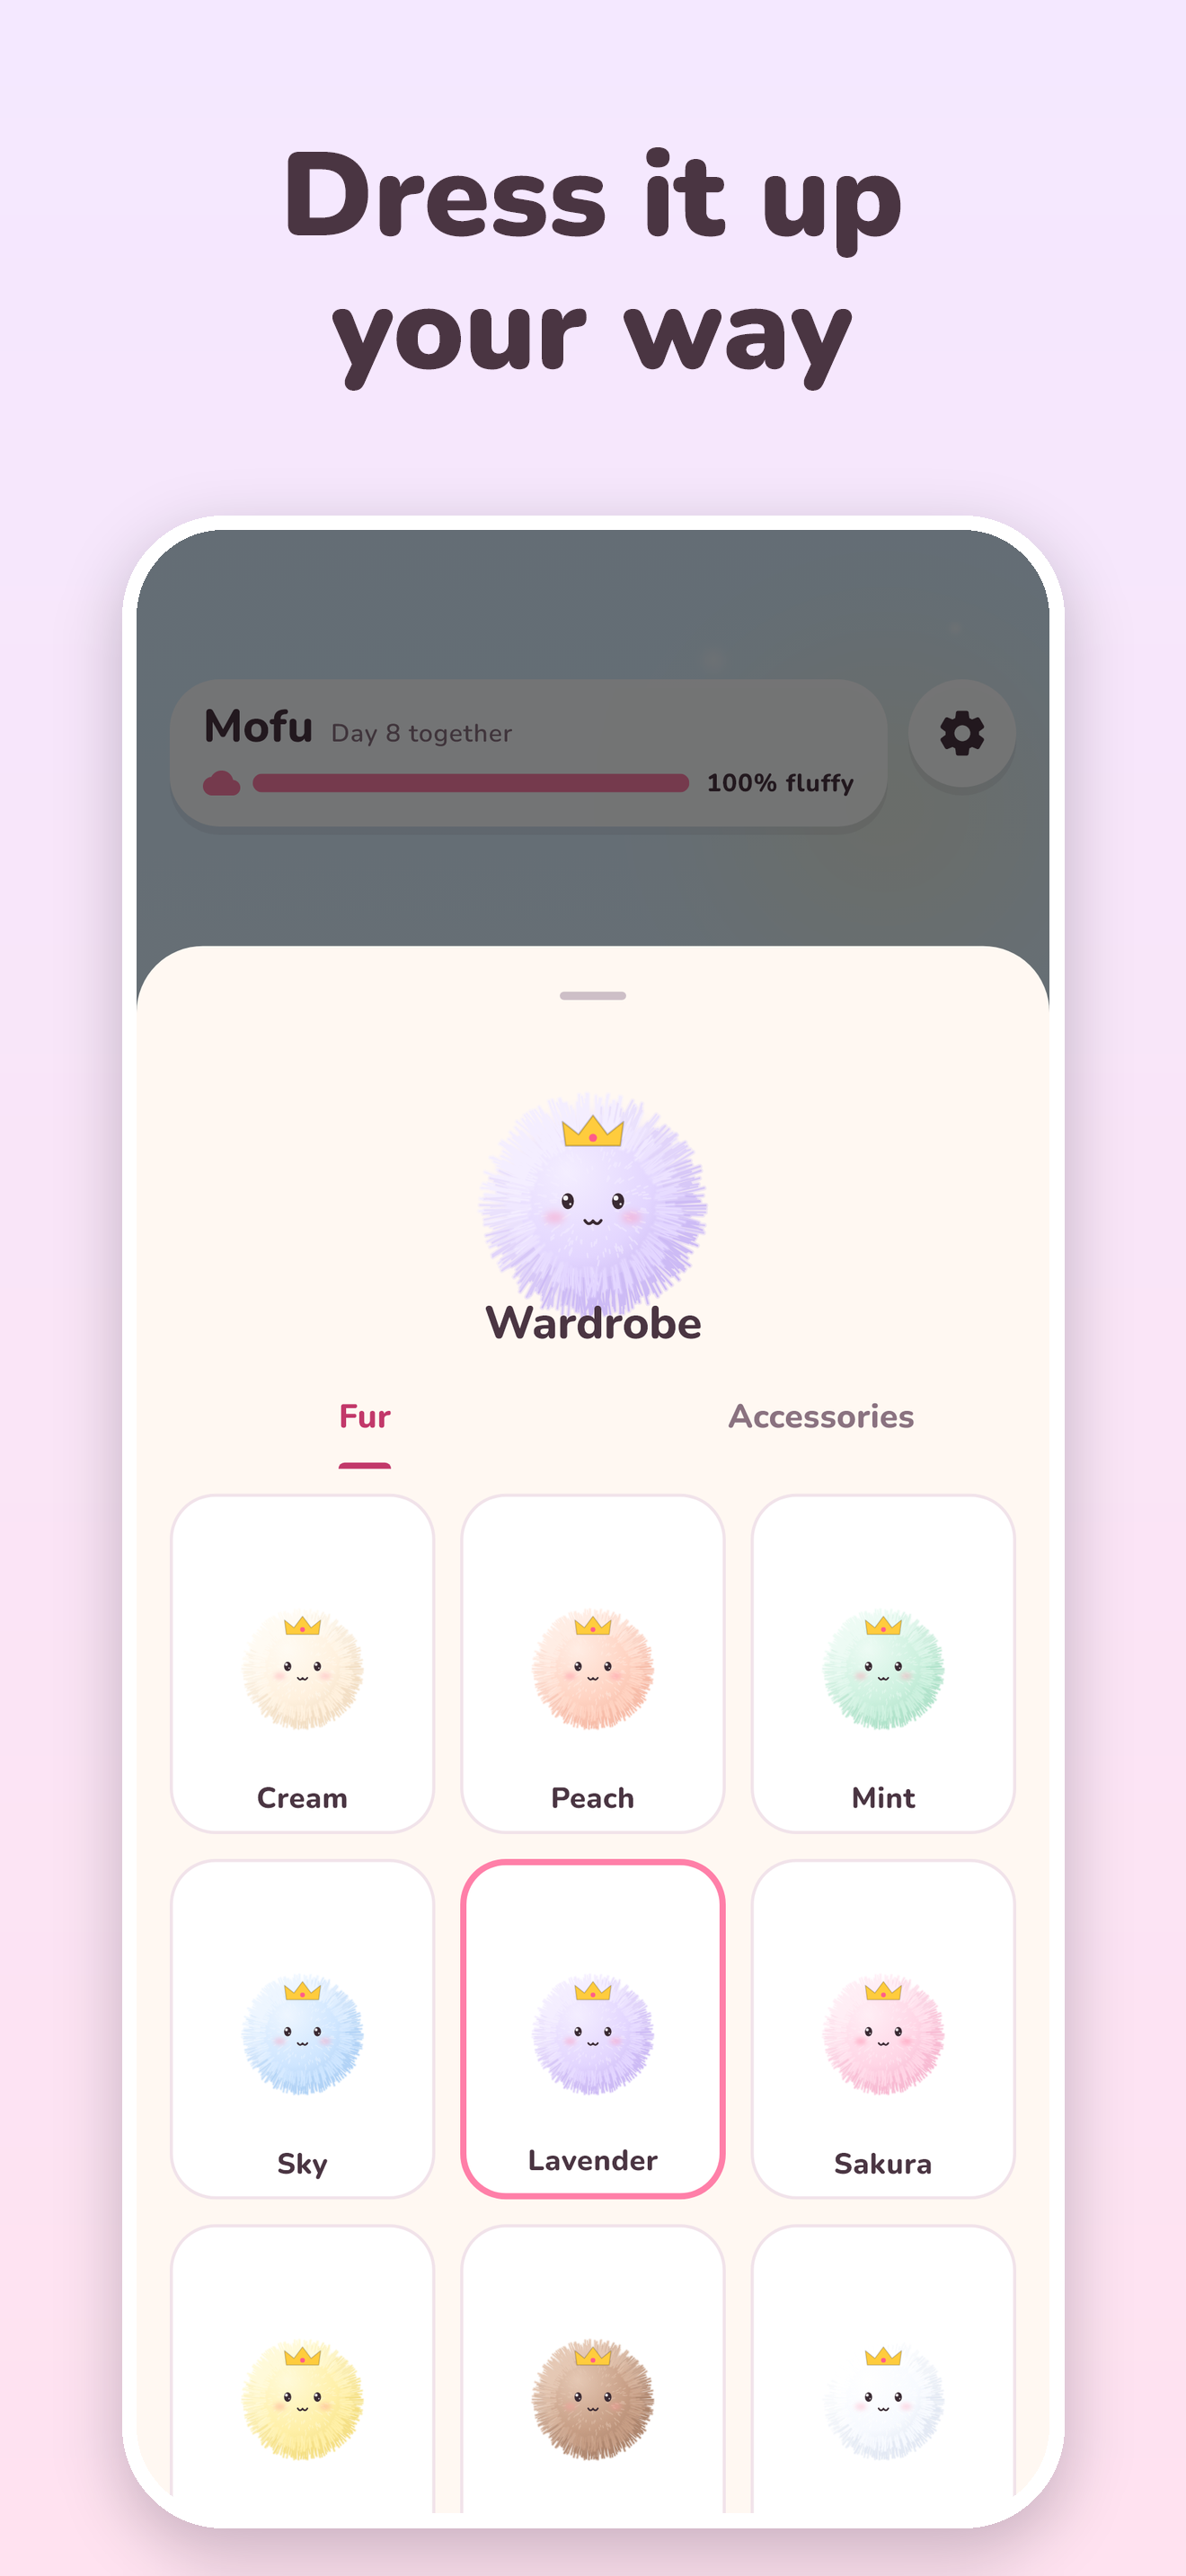 Dress it up
your way
Mofu Day 8 together
100% fluffy
Wardrobe
Fur Accessories
Cream Peach Mint
Sky Lavender Sakura